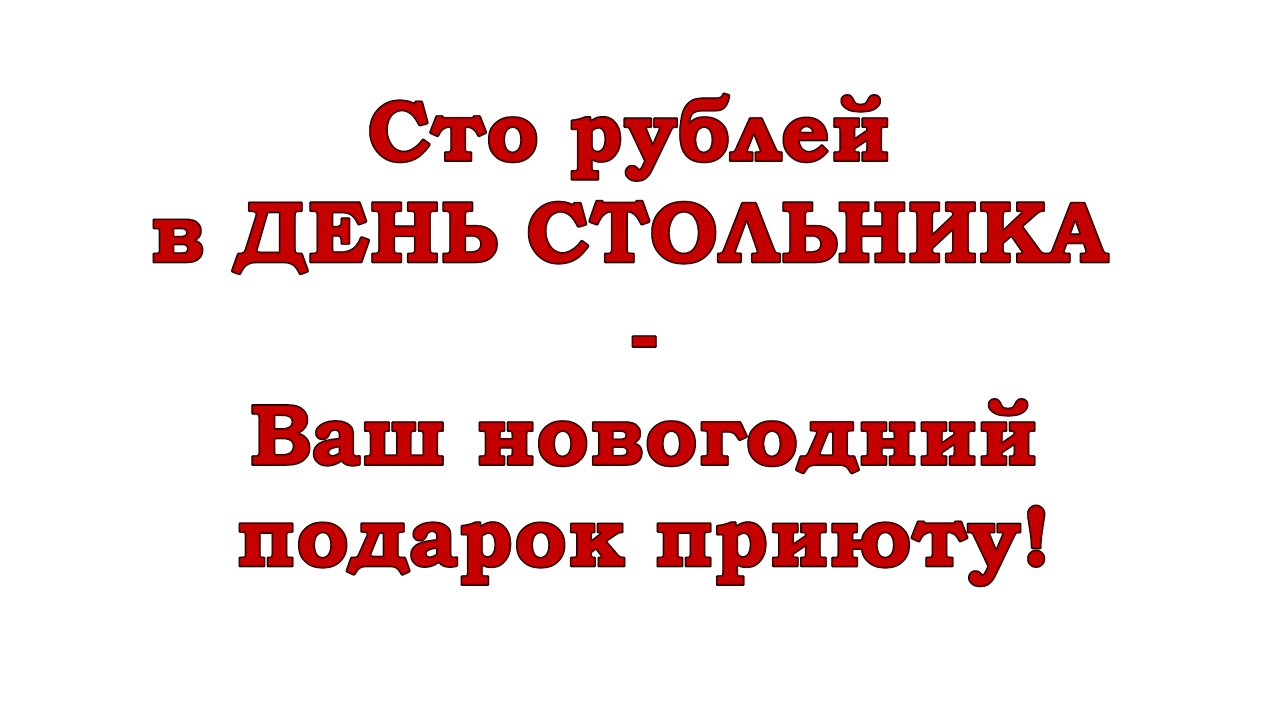 Сто рублей
в ДЕНЬ СТОЛЬНИКА
-
Ваш новогодний
подарок приюту!